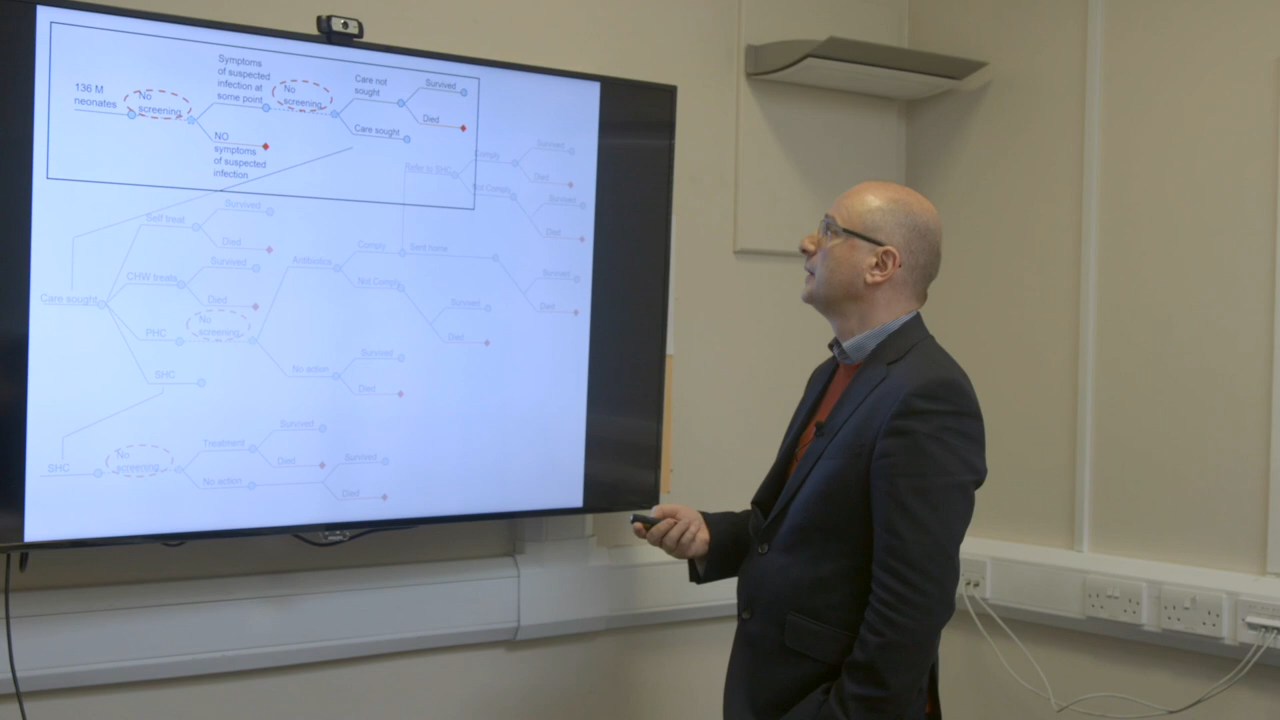 136 M
neonates
No
screening
Symptoms
of suspected
infection at
some point
NO
symptoms
of suspected
infection
No
screening
Care not
sought
Survived
Died
Care sought
Refer to SHC
Comply
Survived
Died
Not Comply
Survived
Died
Care sought
Self treat
Survived
Died
CHW treats
Survived
Died
PHC
No
screening
SHC
Antibiotics
Comply
Sent home
Survived
Died
Not Comply
Survived
Died
No action
Survived
Died
SHC
No
screening
Treatment
Survived
Died
No action
Survived
Died